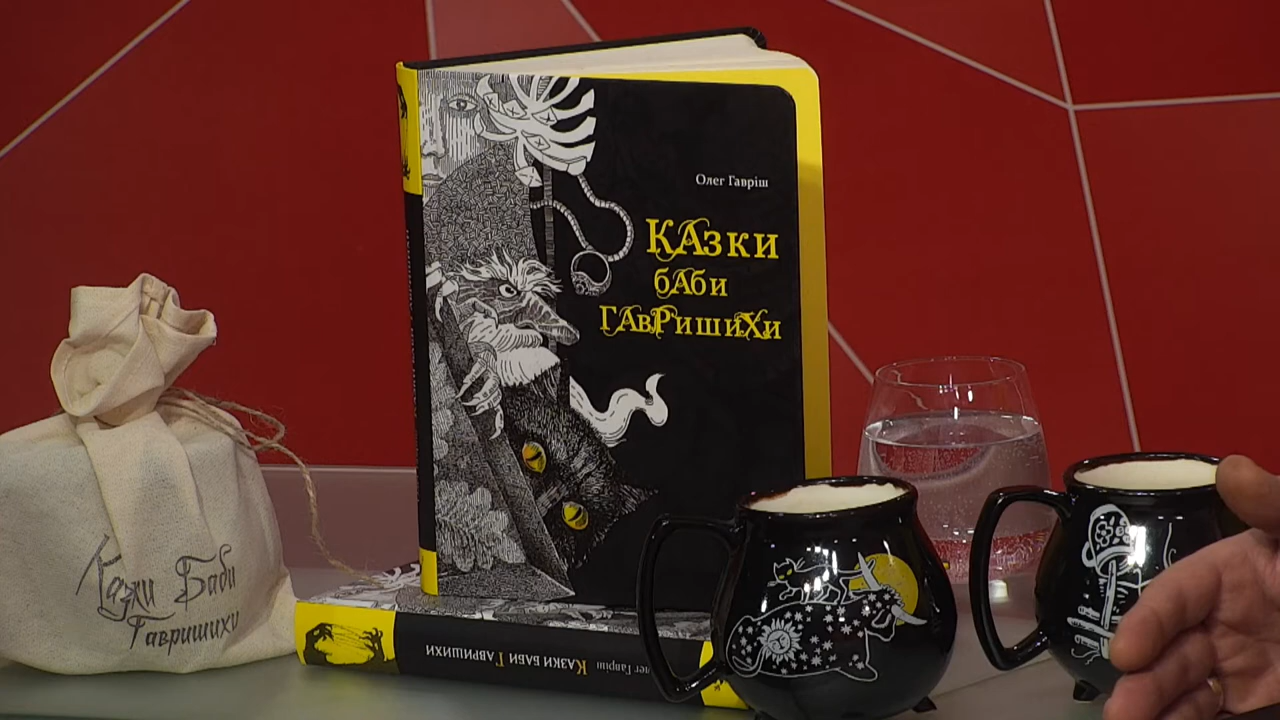 Олег Гавріш
Казки
баби
Гавришихи
Казки Баби
Гавришихи
Олег Гавріш Казки баби Гавришихи